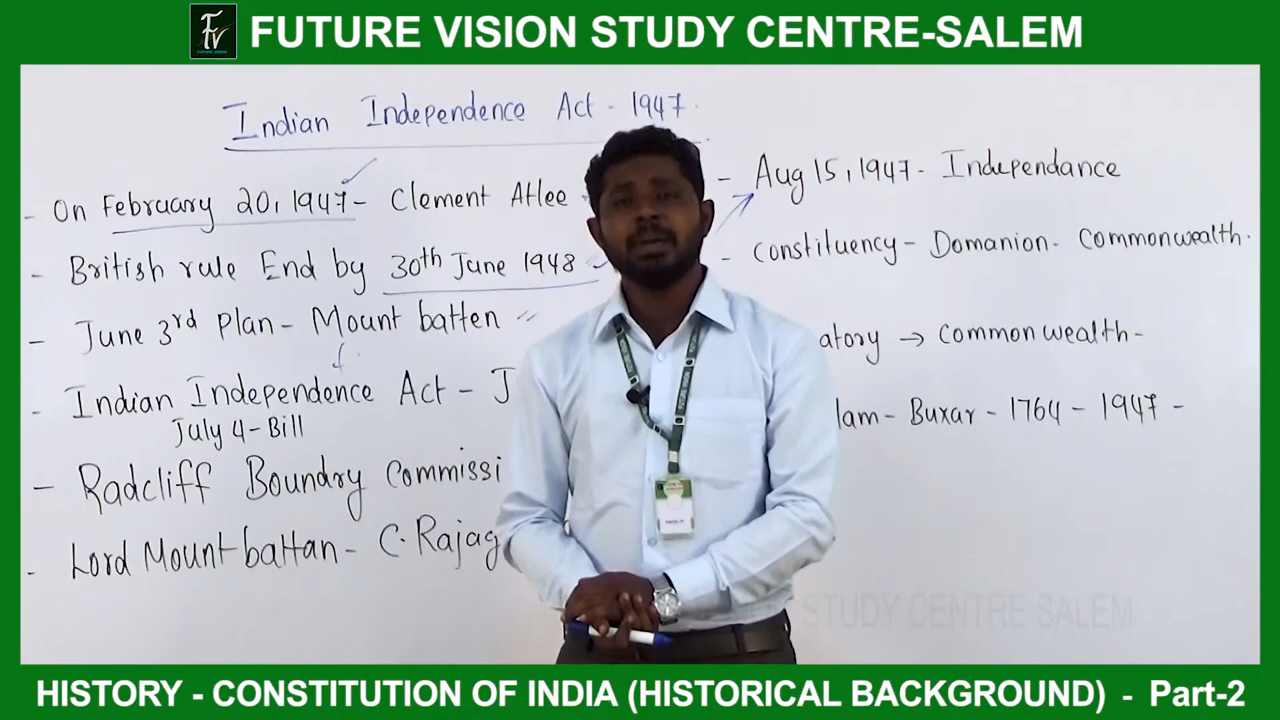 FUTURE VISION STUDY CENTRE-SALEM
Indian Independence Act - 1947.
- On February 20, 1947 - Clement Atlee -
- British rule End by 30th June 1948
- June 3rd Plan - Mount batten
- Indian Independence Act - J
July 4 - Bill
- Radcliff Boundry Commissi
- Lord Mountbattan - C. Rajag
- Aug 15, 1947 - Independance
- Constituency - Domanion - Commonwealth.
atory → Common wealth -
lam - Buxar - 1764 - 1947 -
STUDY CENTRE SALEM
HISTORY - CONSTITUTION OF INDIA (HISTORICAL BACKGROUND) - Part-2